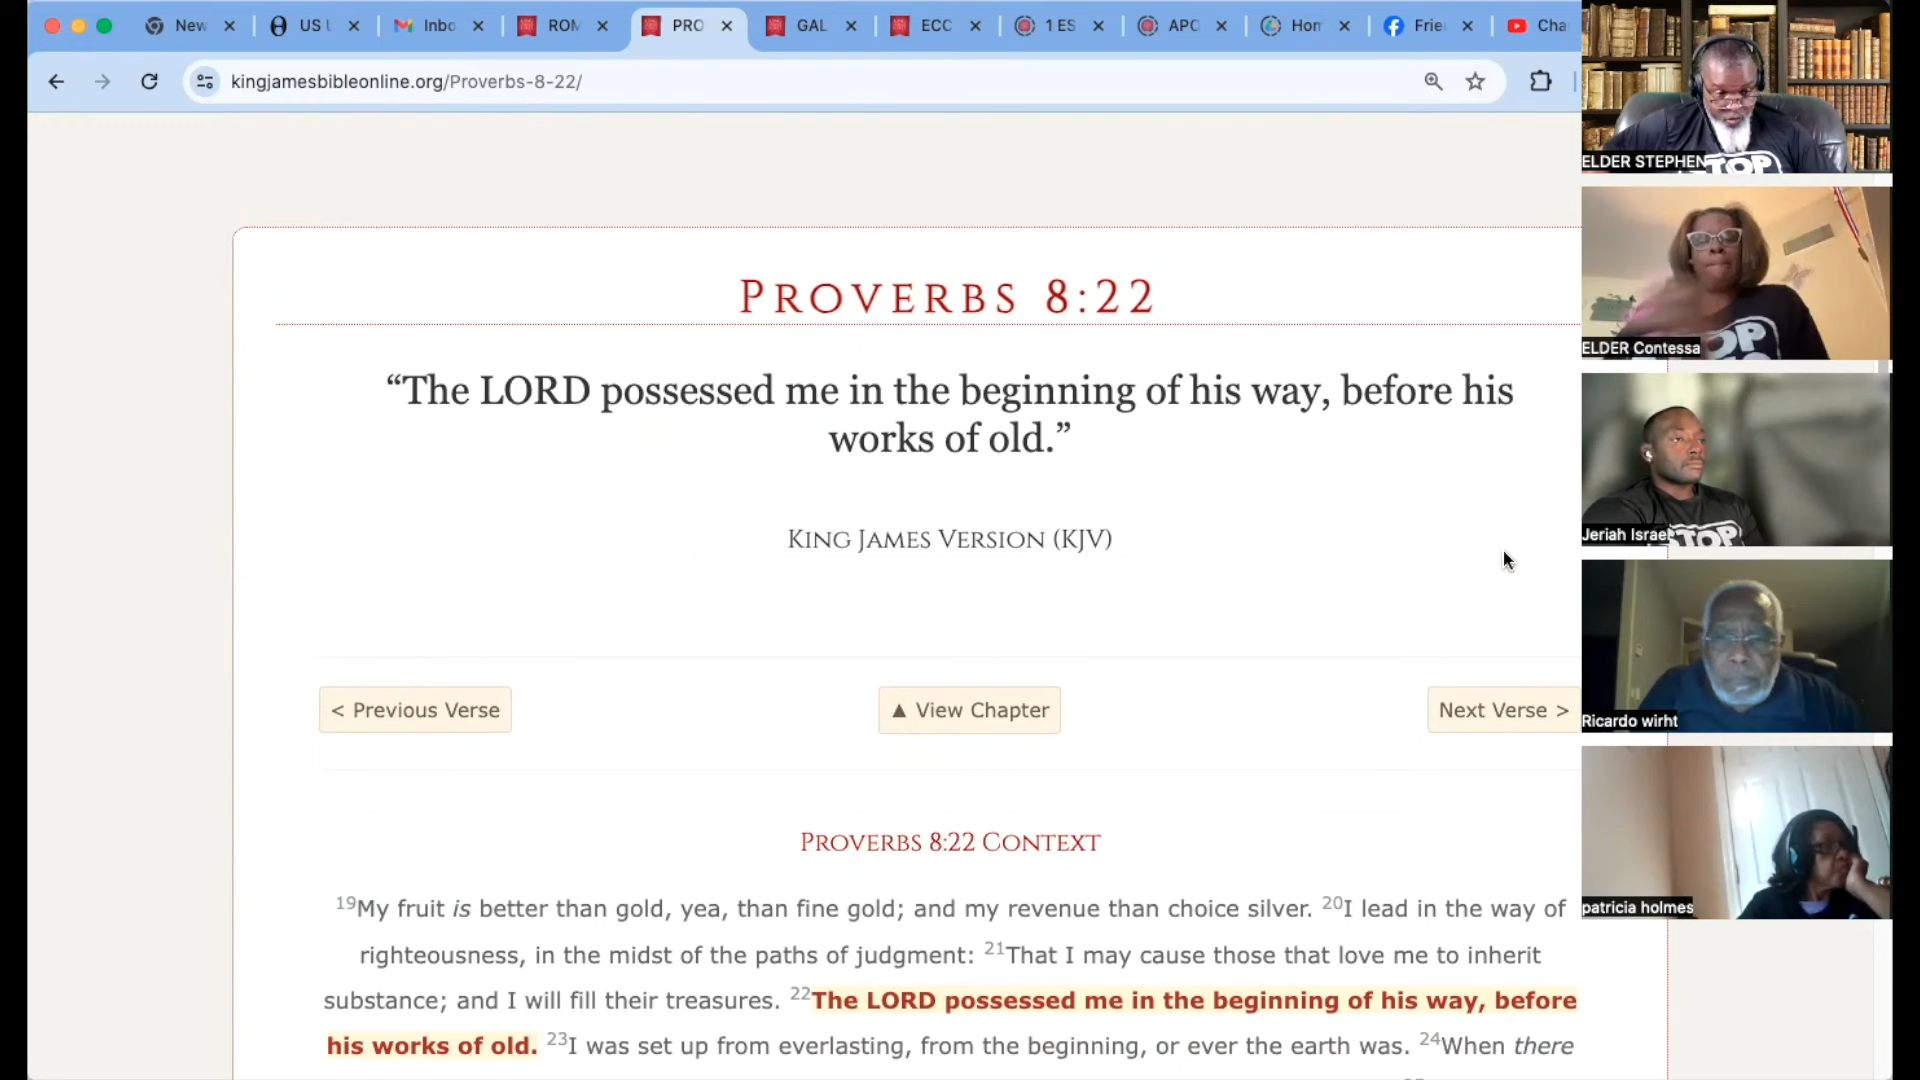 New
US U
Inbo
ROM
PRO
GAL
ECC
1 ES
APC
Hom
Frie
Cha
kingjamesbibleonline.org/Proverbs-8-22/
PROVERBS 8:22
“The LORD possessed me in the beginning of his way, before his
works of old.”
KING JAMES VERSION (KJV)
< Previous Verse
▲ View Chapter
Next Verse >
PROVERBS 8:22 CONTEXT
19My fruit is better than gold, yea, than fine gold; and my revenue than choice silver. 20I lead in the way of
righteousness, in the midst of the paths of judgment: 21That I may cause those that love me to inherit
substance; and I will fill their treasures. 22The LORD possessed me in the beginning of his way, before
his works of old. 23I was set up from everlasting, from the beginning, or ever the earth was. 24When there
TOP
ELDER STEPHEN
OP
ELDER Contessa
TOP
Jeriah Israel
Ricardo wirht
patricia holmes